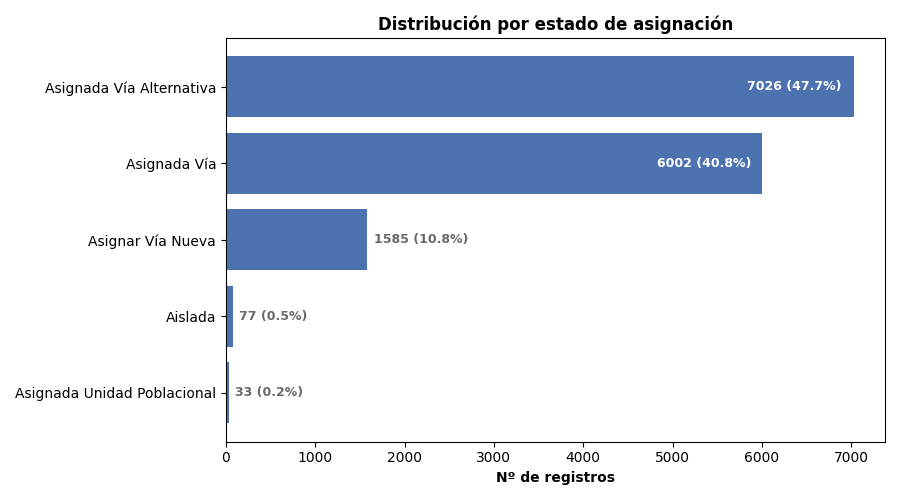 Distribución por estado de asignación
Asignada Vía Alternativa
7026 (47.7%)
Asignada Vía
6002 (40.8%)
Asignar Vía Nueva
1585 (10.8%)
Aislada
77 (0.5%)
Asignada Unidad Poblacional
33 (0.2%)
0 1000 2000 3000 4000 5000 6000 7000
Nº de registros